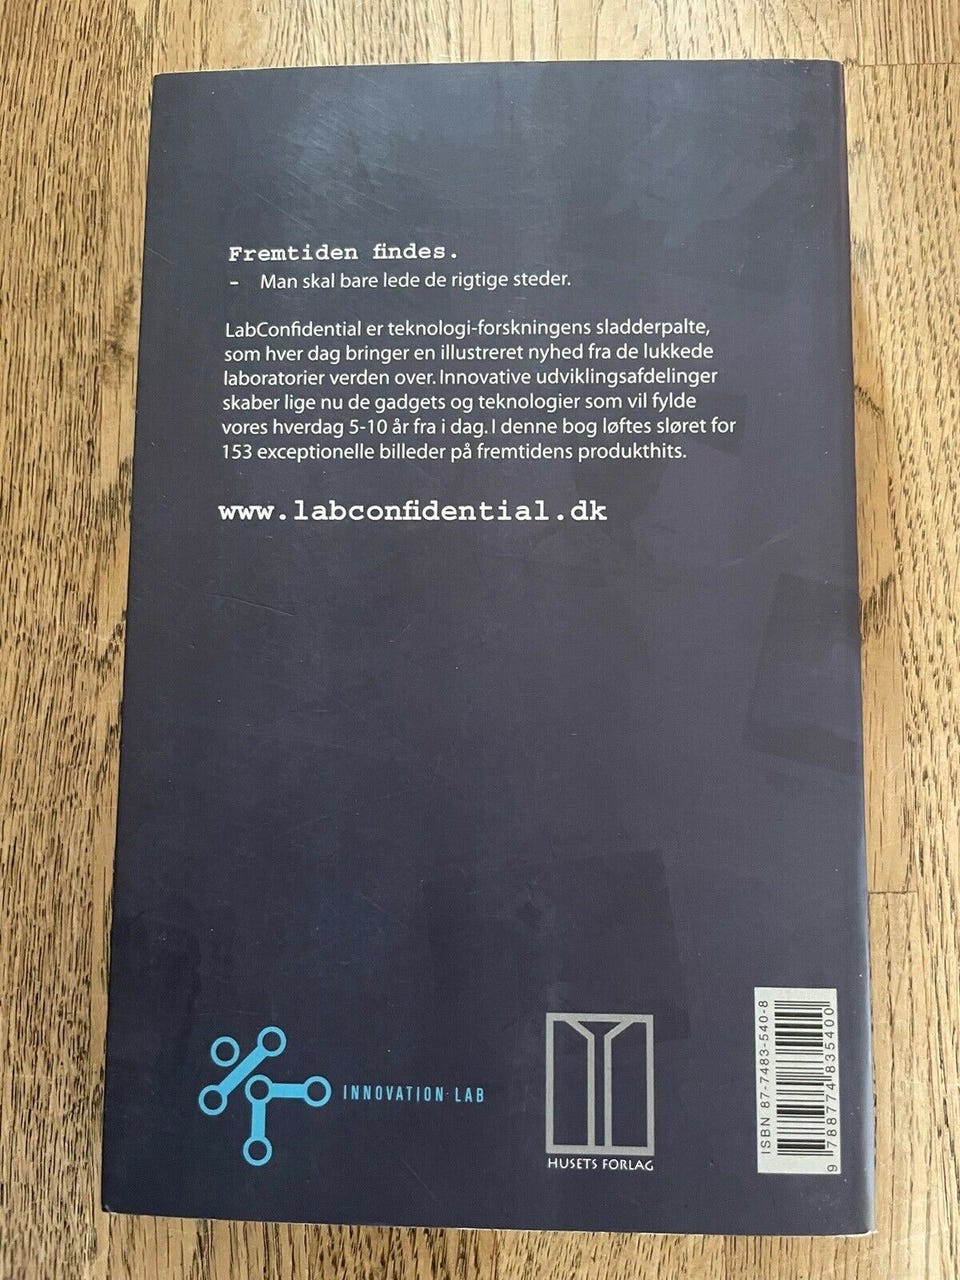 Fremtiden findes.
- Man skal bare lede de rigtige steder.
LabConfidential er teknologi-forskningens sladderpalte,
som hver dag bringer en illustreret nyhed fra de lukkede
laboratorier verden over. Innovative udviklingsafdelinger
skaber lige nu de gadgets og teknologier som vil fylde
vores hverdag 5-10 år fra i dag. I denne bog løftes sløret for
153 exceptionelle billeder på fremtidens produkthits.
www.labconfidential.dk
INNOVATION·LAB
HUSETS FORLAG
ISBN 87-7483-540-8
9 788774 835400